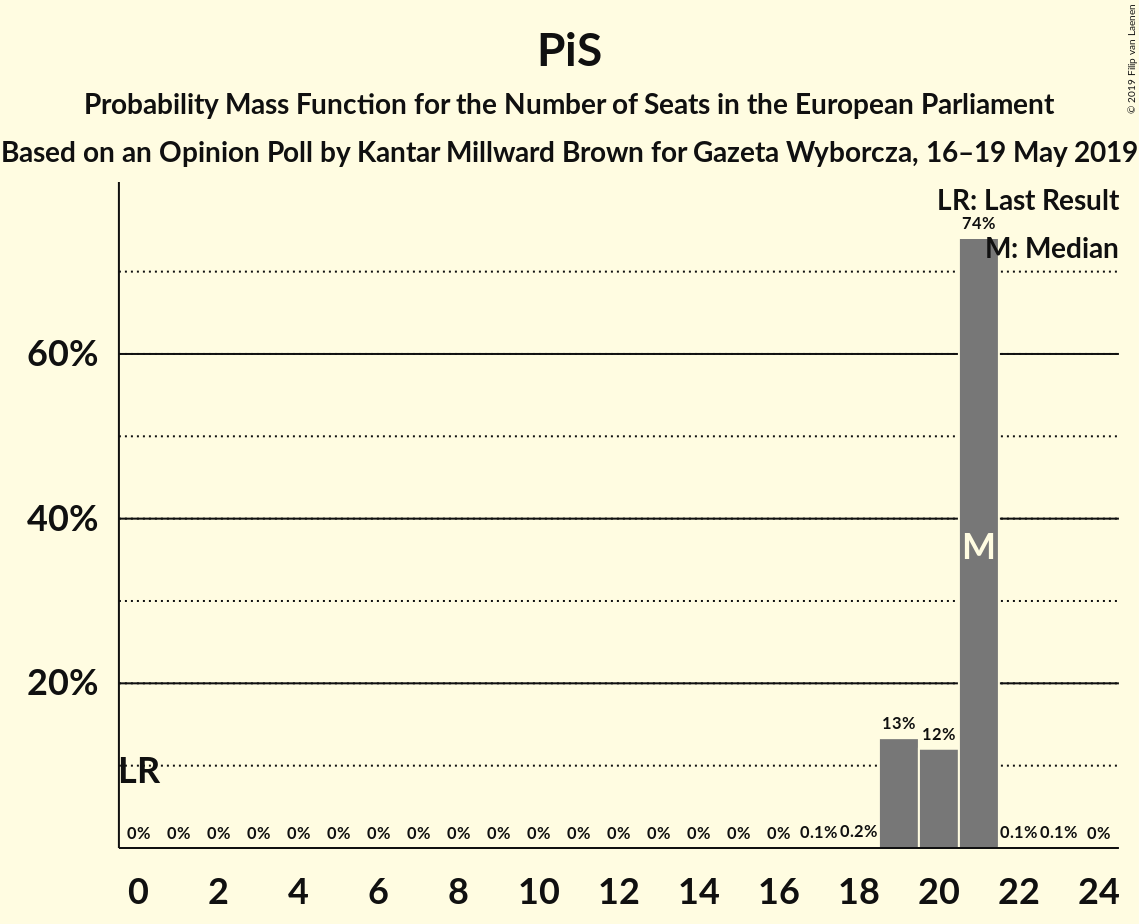 PiS
Probability Mass Function for the Number of Seats in the European Parliament
Based on an Opinion Poll by Kantar Millward Brown for Gazeta Wyborcza, 16–19 May 2019
© 2019 Filip van Laenen
LR: Last Result
M: Median
74%
60%
40%
20%
M
LR
13%
12%
0% 0% 0% 0% 0% 0% 0% 0% 0% 0% 0% 0% 0% 0% 0% 0% 0% 0.1% 0.2% 0.1% 0.1% 0%
0 2 4 6 8 10 12 14 16 18 20 22 24